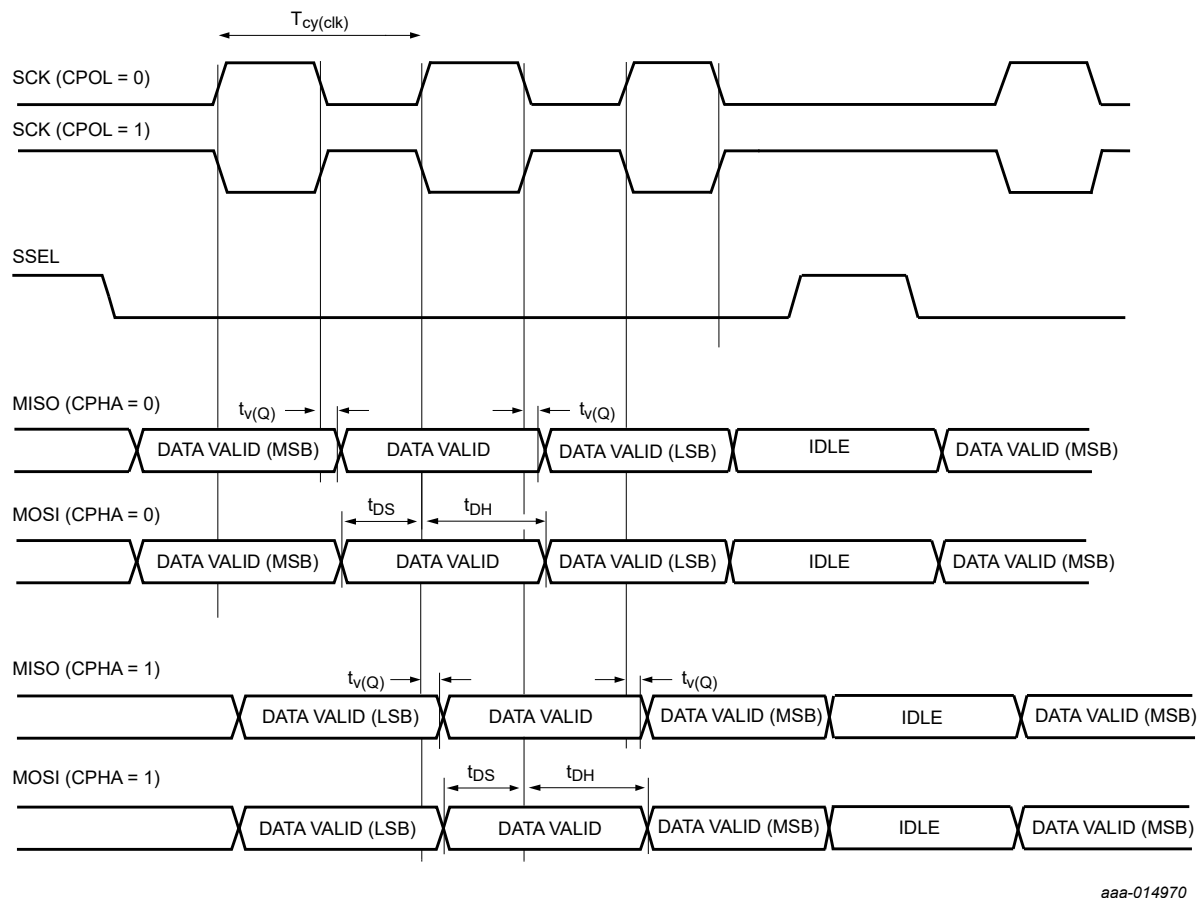 Tcy(clk)
SCK (CPOL = 0)
SCK (CPOL = 1)
SSEL
MISO (CPHA = 0)
tv(Q) tv(Q)
DATA VALID (MSB) DATA VALID DATA VALID (LSB) IDLE DATA VALID (MSB)
MOSI (CPHA = 0)
tDS tDH
DATA VALID (MSB) DATA VALID DATA VALID (LSB) IDLE DATA VALID (MSB)
MISO (CPHA = 1)
tv(Q) tv(Q)
DATA VALID (LSB) DATA VALID DATA VALID (MSB) IDLE DATA VALID (MSB)
MOSI (CPHA = 1)
tDS tDH
DATA VALID (LSB) DATA VALID DATA VALID (MSB) IDLE DATA VALID (MSB)
aaa-014970